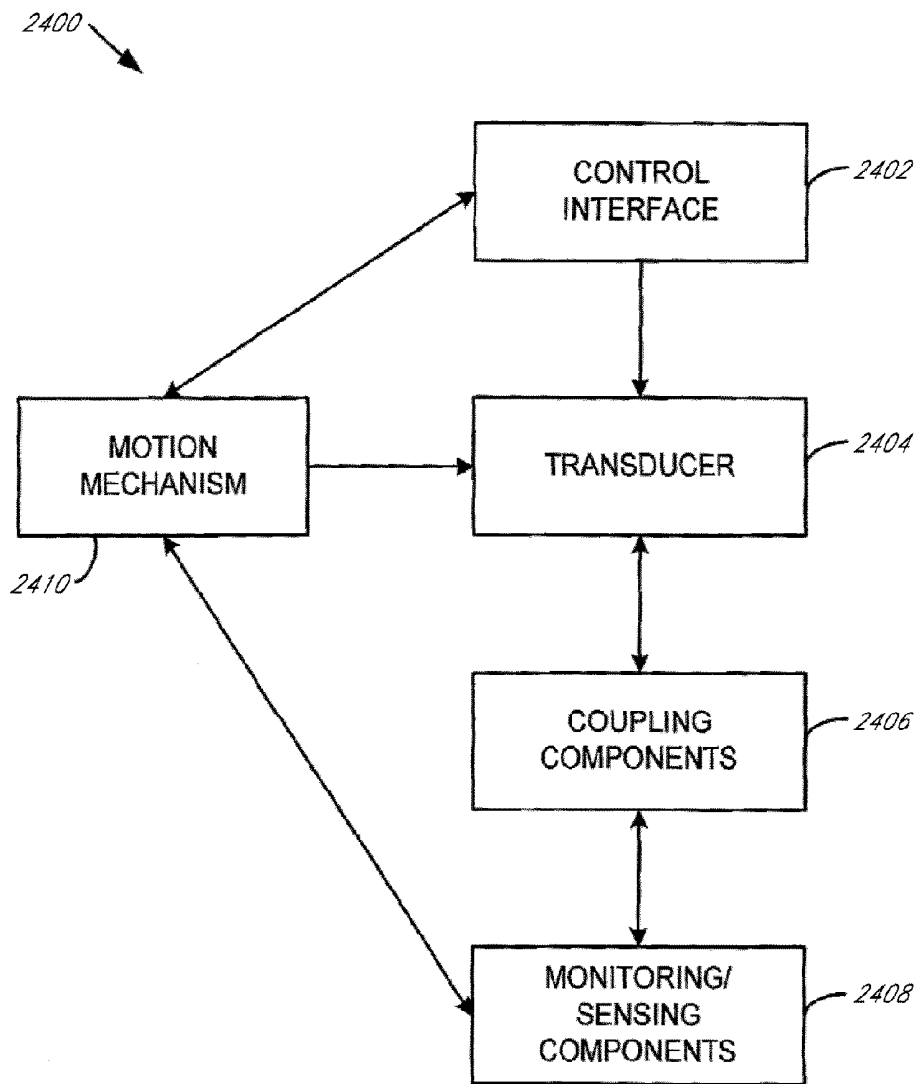 2400
CONTROL
INTERFACE
2402
MOTION
MECHANISM
2410
TRANSDUCER
2404
COUPLING
COMPONENTS
2406
MONITORING/
SENSING
COMPONENTS
2408